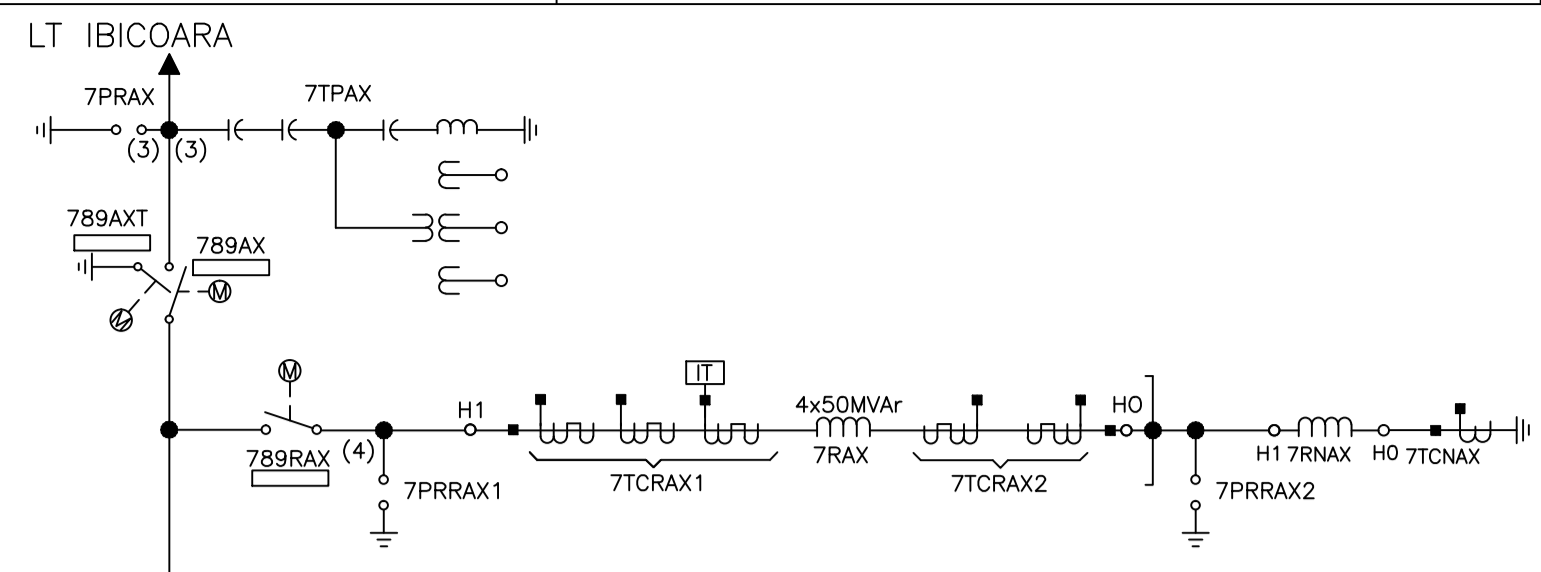 LT IBICOARA
7PRAX
7TPAX
(3) (3)
789AXT
789AX
M
M
M
IT
H1
4x50MVAr
H0
789RAX
(4)
7RAX
H1 7RNAX H0 7TCNAX
7PRRAX1
7TCRAX1
7TCRAX2
7PRRAX2